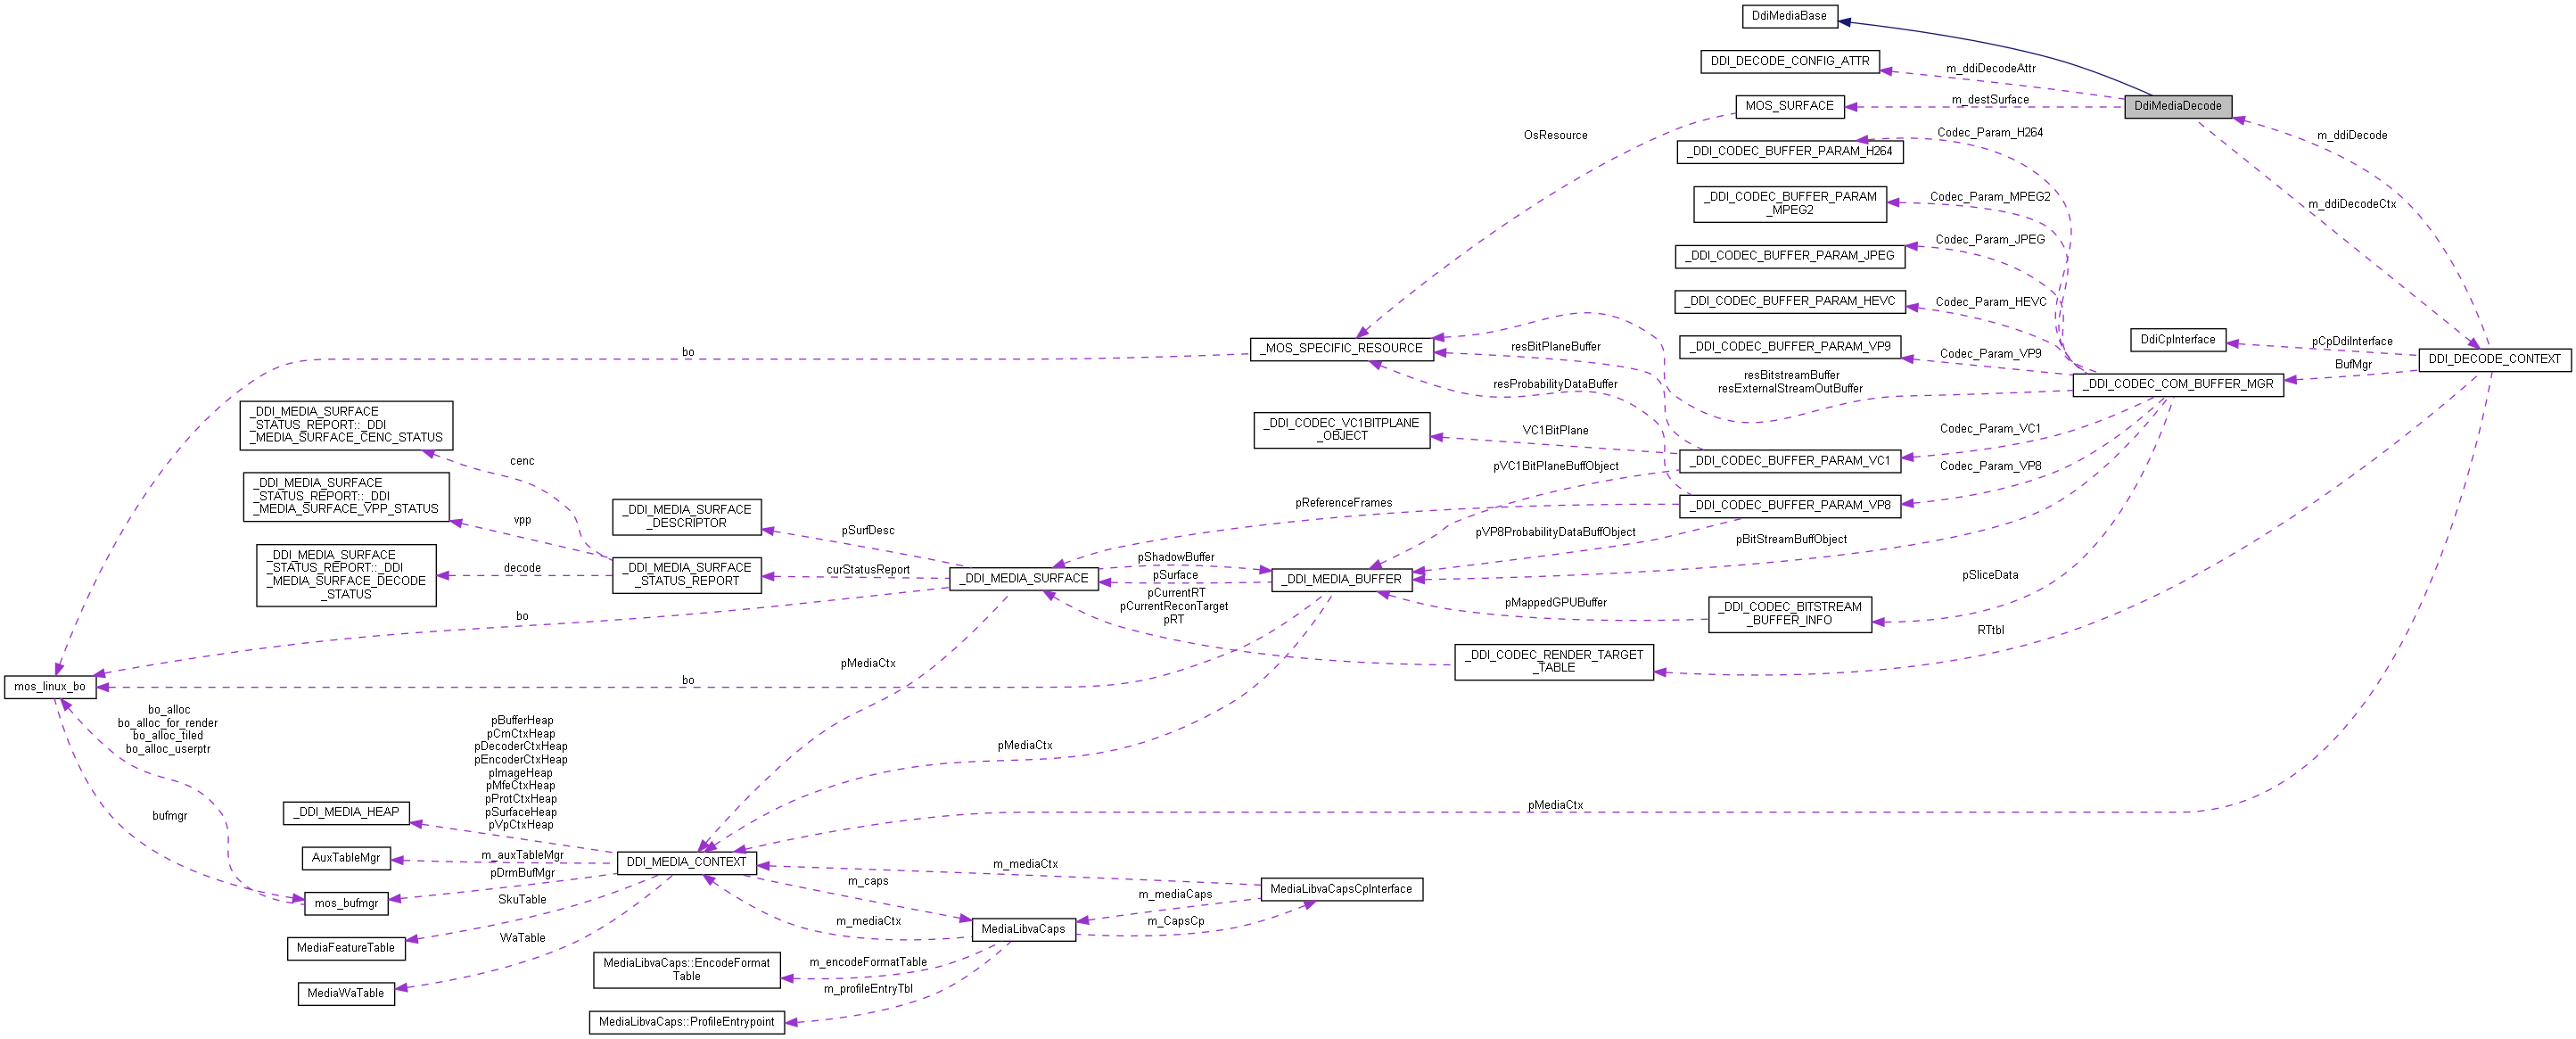 DdiMediaBase
DDI_DECODE_CONFIG_ATTR
m_ddiDecodeAttr
MOS_SURFACE
m_destSurface
DdiMediaDecode
OsResource
Codec_Param_H264
m_ddiDecode
_DDI_CODEC_BUFFER_PARAM_H264
_DDI_CODEC_BUFFER_PARAM
_MPEG2
Codec_Param_MPEG2
m_ddiDecodeCtx
Codec_Param_JPEG
_DDI_CODEC_BUFFER_PARAM_JPEG
_DDI_CODEC_BUFFER_PARAM_HEVC
Codec_Param_HEVC
_MOS_SPECIFIC_RESOURCE
bo
resBitPlaneBuffer
_DDI_CODEC_BUFFER_PARAM_VP9
Codec_Param_VP9
DdiCpInterface
pCpDdiInterface
BufMgr
DDI_DECODE_CONTEXT
resProbabilityDataBuffer
resBitstreamBuffer
resExternalStreamOutBuffer
_DDI_CODEC_COM_BUFFER_MGR
_DDI_MEDIA_SURFACE
_STATUS_REPORT::_DDI
_MEDIA_SURFACE_CENC_STATUS
_DDI_CODEC_VC1BITPLANE
_OBJECT
VC1BitPlane
Codec_Param_VC1
cenc
pVC1BitPlaneBuffObject
_DDI_CODEC_BUFFER_PARAM_VC1
Codec_Param_VP8
_DDI_MEDIA_SURFACE
_STATUS_REPORT::_DDI
_MEDIA_SURFACE_VPP_STATUS
vpp
_DDI_MEDIA_SURFACE
_DESCRIPTOR
pSurfDesc
pReferenceFrames
_DDI_CODEC_BUFFER_PARAM_VP8
pVP8ProbabilityDataBuffObject
pBitStreamBuffObject
_DDI_MEDIA_SURFACE
_STATUS_REPORT::_DDI
_MEDIA_SURFACE_DECODE
_STATUS
decode
_DDI_MEDIA_SURFACE
_STATUS_REPORT
curStatusReport
_DDI_MEDIA_SURFACE
pShadowBuffer
pSurface
_DDI_MEDIA_BUFFER
pSliceData
pCurrentRT
pCurrentReconTarget
pRT
pMappedGPUBuffer
_DDI_CODEC_BITSTREAM
_BUFFER_INFO
bo
RTtbl
pMediaCtx
_DDI_CODEC_RENDER_TARGET
_TABLE
mos_linux_bo
bo
bo_alloc
bo_alloc_for_render
bo_alloc_tiled
bo_alloc_userptr
pBufferHeap
pCmCtxHeap
pDecoderCtxHeap
pEncoderCtxHeap
pImageHeap
pMfeCtxHeap
pProtCtxHeap
pSurfaceHeap
pVpCtxHeap
pMediaCtx
pMediaCtx
bufmgr
_DDI_MEDIA_HEAP
AuxTableMgr
m_auxTableMgr
pDrmBufMgr
DDI_MEDIA_CONTEXT
m_mediaCtx
m_caps
m_mediaCaps
MediaLibvaCapsCpInterface
mos_bufmgr
SkuTable
m_mediaCtx
m_CapsCp
MediaLibvaCaps
MediaFeatureTable
WaTable
MediaLibvaCaps::EncodeFormat
Table
m_encodeFormatTable
MediaWaTable
m_profileEntryTbl
MediaLibvaCaps::ProfileEntrypoint